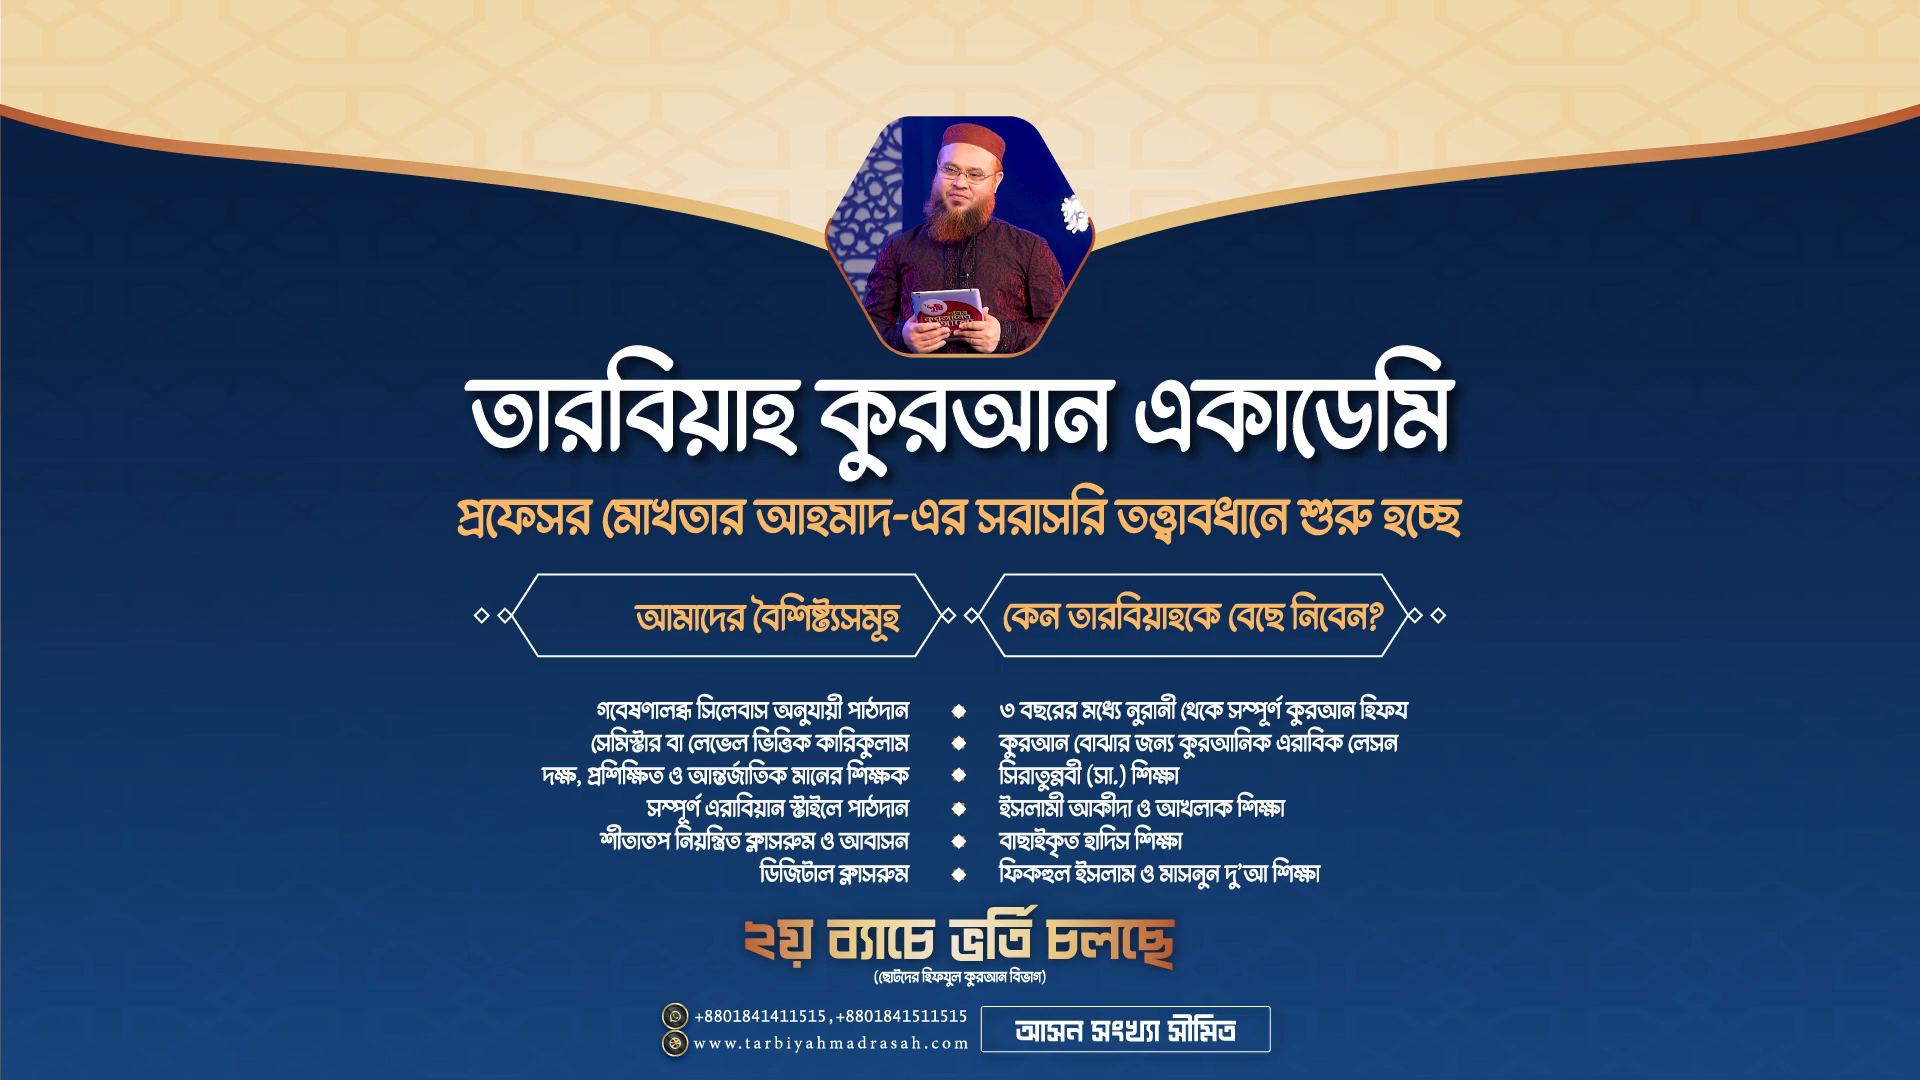 তারবিয়াহ কুরআন একাডেমি
প্রফেসর মোখতার আহমাদ-এর সরাসরি তত্ত্বাবধানে শুরু হচ্ছে
আমাদের বৈশিষ্ট্যসমূহ
গবেষণালব্ধ সিলেবাস অনুযায়ী পাঠদান
সেমিস্টার বা লেভেল ভিত্তিক কারিকুলাম
দক্ষ, প্রশিক্ষিত ও আন্তর্জাতিক মানের শিক্ষক
সম্পূর্ণ এরাবিয়ান স্টাইলে পাঠদান
শীতাতপ নিয়ন্ত্রিত ক্লাসরুম ও আবাসন
ডিজিটাল ক্লাসরুম
কেন তারবিয়াহকে বেছে নিবেন?
৩ বছরের মধ্যে নুরানী থেকে সম্পূর্ণ কুরআন হিফয
কুরআন বোঝার জন্য কুরআনিক এরাবিক লেসন
সিরাতুন্নবী (সা.) শিক্ষা
ইসলামী আকীদা ও আখলাক শিক্ষা
বাছাইকৃত হাদিস শিক্ষা
ফিকহুল ইসলাম ও মাসনুন দু'আ শিক্ষা
২য় ব্যাচে ভর্তি চলছে
(ছোটদের হিফযুল কুরআন বিভাগ)
+8801841411515,+8801841511515
www.tarbiyahmadrasah.com
আসন সংখ্যা সীমিত